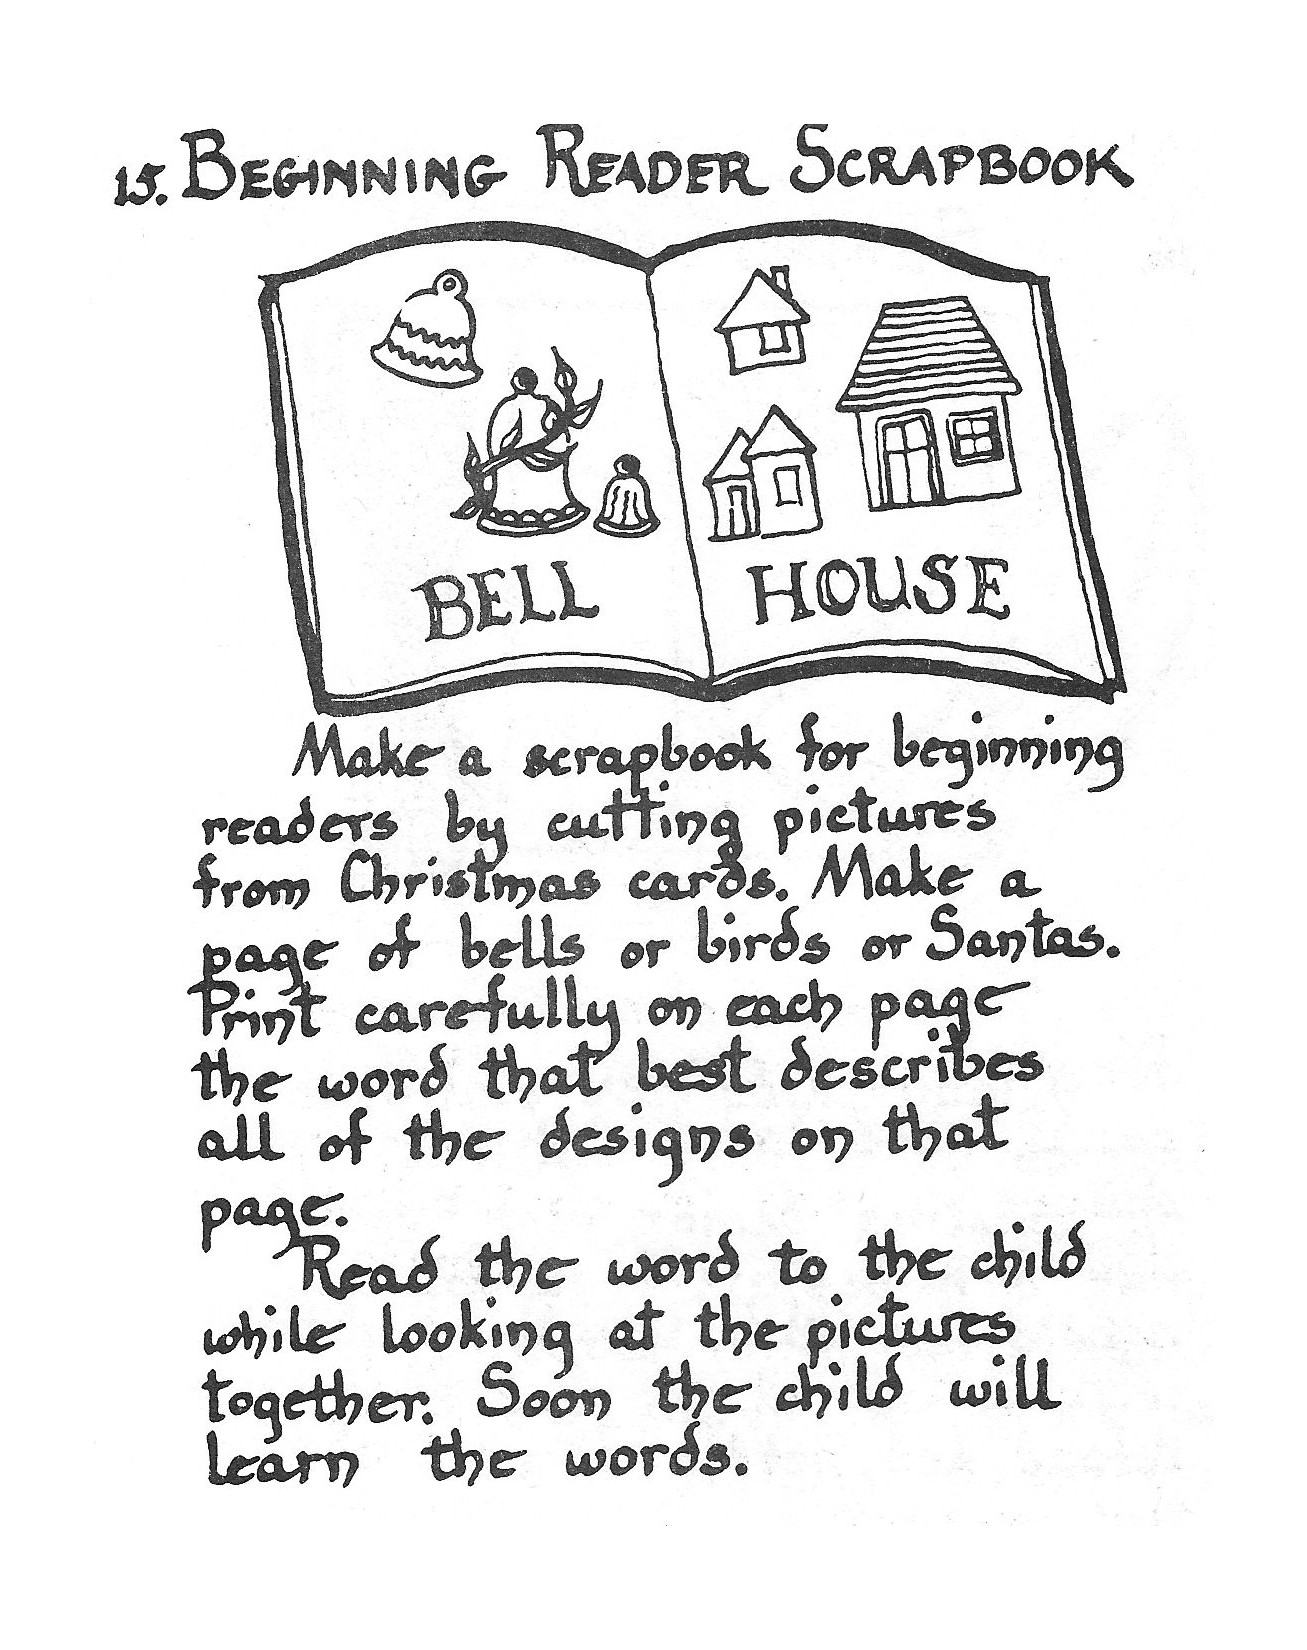 15. BEGINNING READER SCRAPBOOK
BELL
HOUSE
Make a scrapbook for beginning
readers by cutting pictures
from Christmas cards. Make a
page of bells or birds or Santas.
Print carefully on each page
the word that best describes
all of the designs on that
page.
Read the word to the child
while looking at the pictures
together. Soon the child will
learn the words.